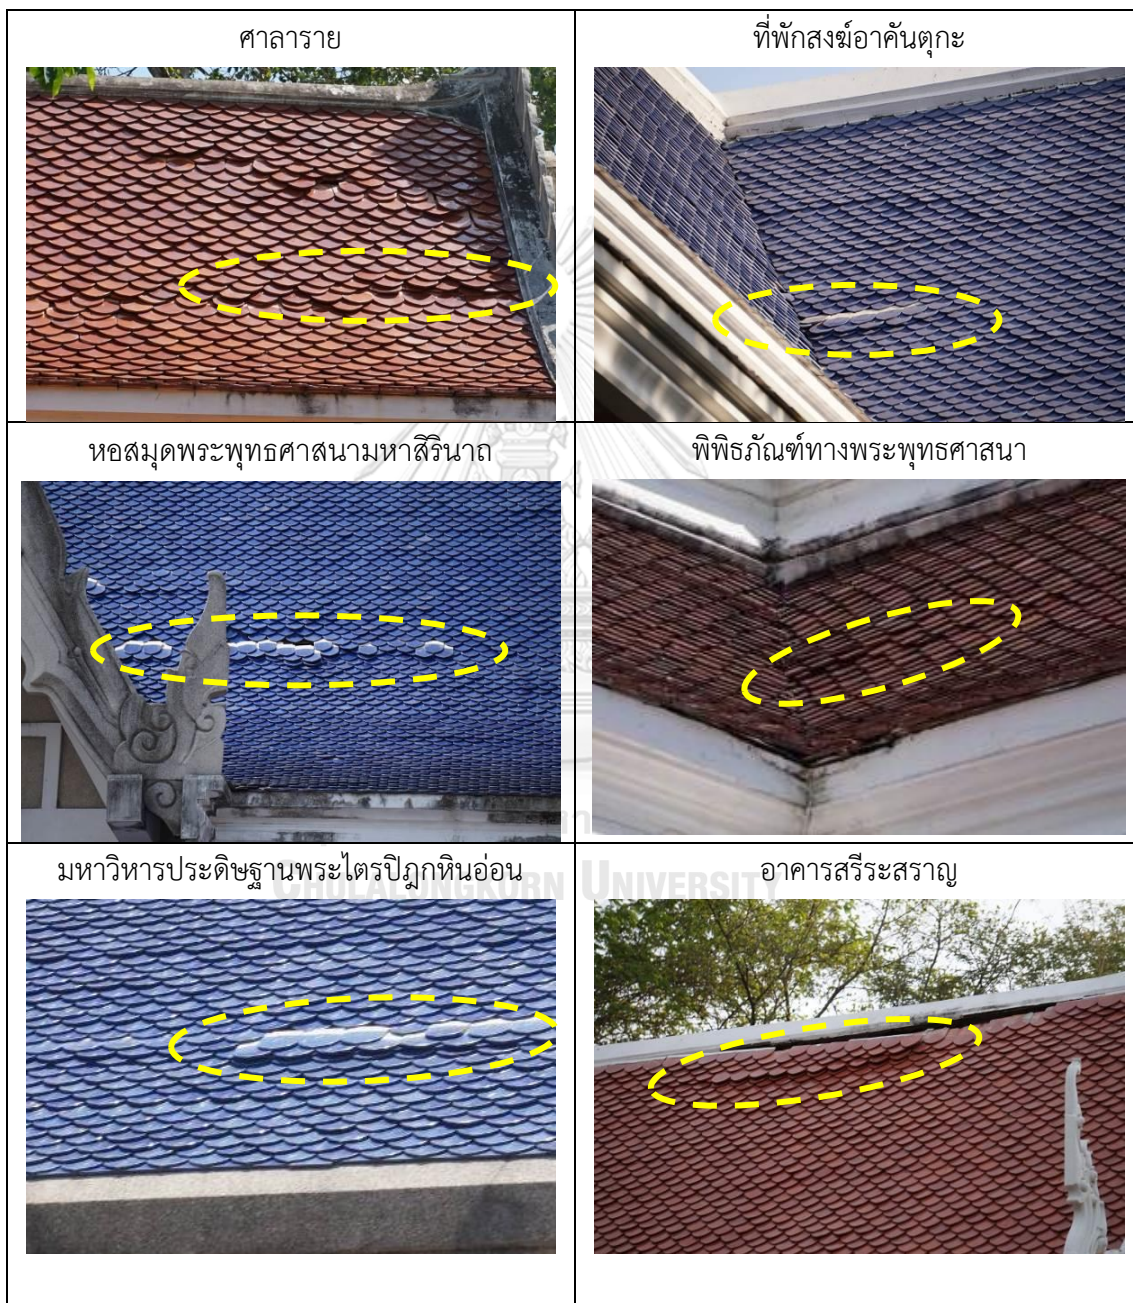 ศาลาราย
ที่พักสงฆ์อาคันตุกะ
หอสมุดพระพุทธศาสนามหาสิรินาถ
พิพิธภัณฑ์ทางพระพุทธศาสนา
มหาวิหารประดิษฐานพระไตรปิฎกหินอ่อน
อาคารสรีระสราญ
CHULALONGKORN UNIVERSITY